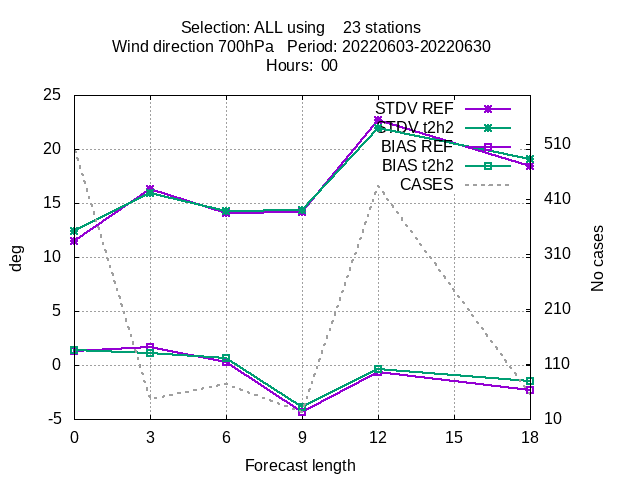 Selection: ALL using    23 stations
Wind direction 700hPa   Period: 20220603-20220630
Hours:  00
STDV REF
STDV t2h2
BIAS REF
BIAS t2h2
CASES
deg
25
20
15
10
5
0
-5
No cases
510
410
310
210
110
10
0 3 6 9 12 15 18
Forecast length